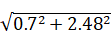 √0.7² + 2.48²